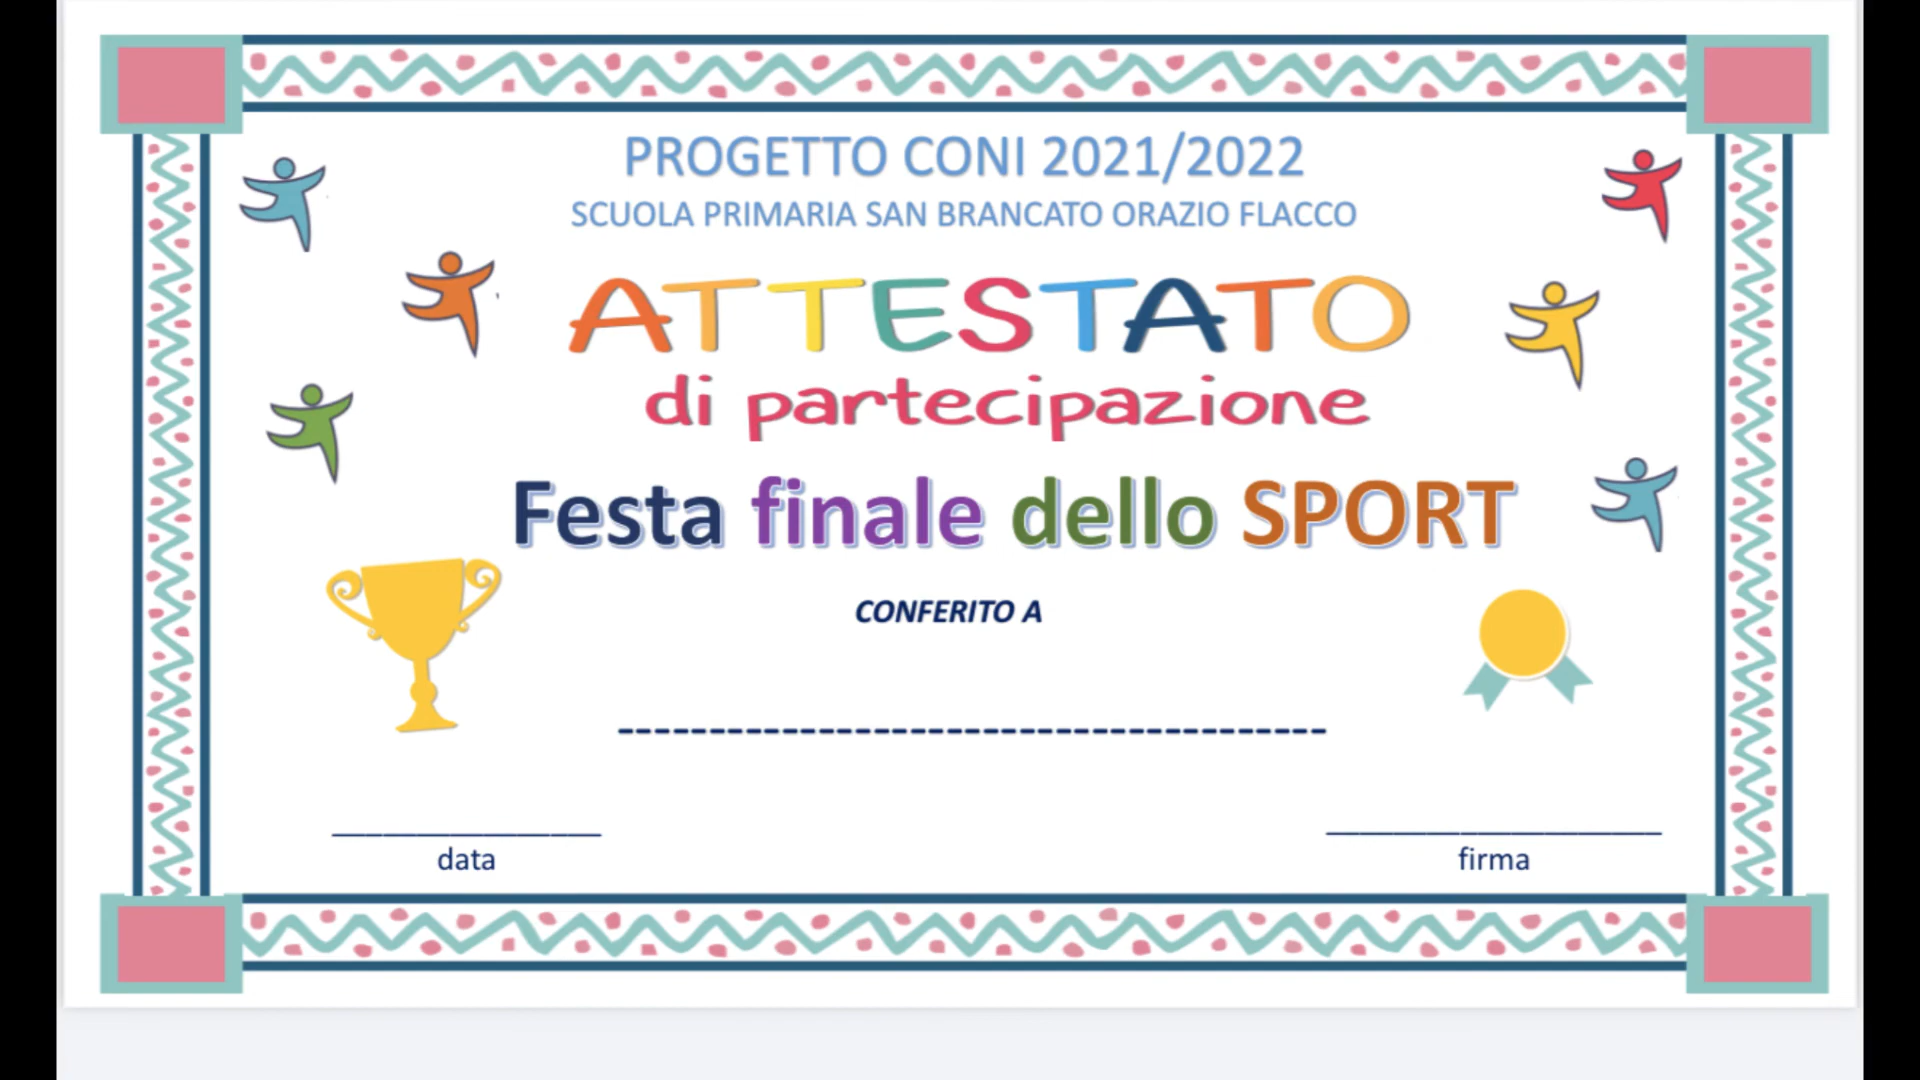 PROGETTO CONI 2021/2022
SCUOLA PRIMARIA SAN BRANCATO ORAZIO FLACCO
ATTESTATO
di partecipazione
Festa finale dello SPORT
CONFERITO A
data
firma